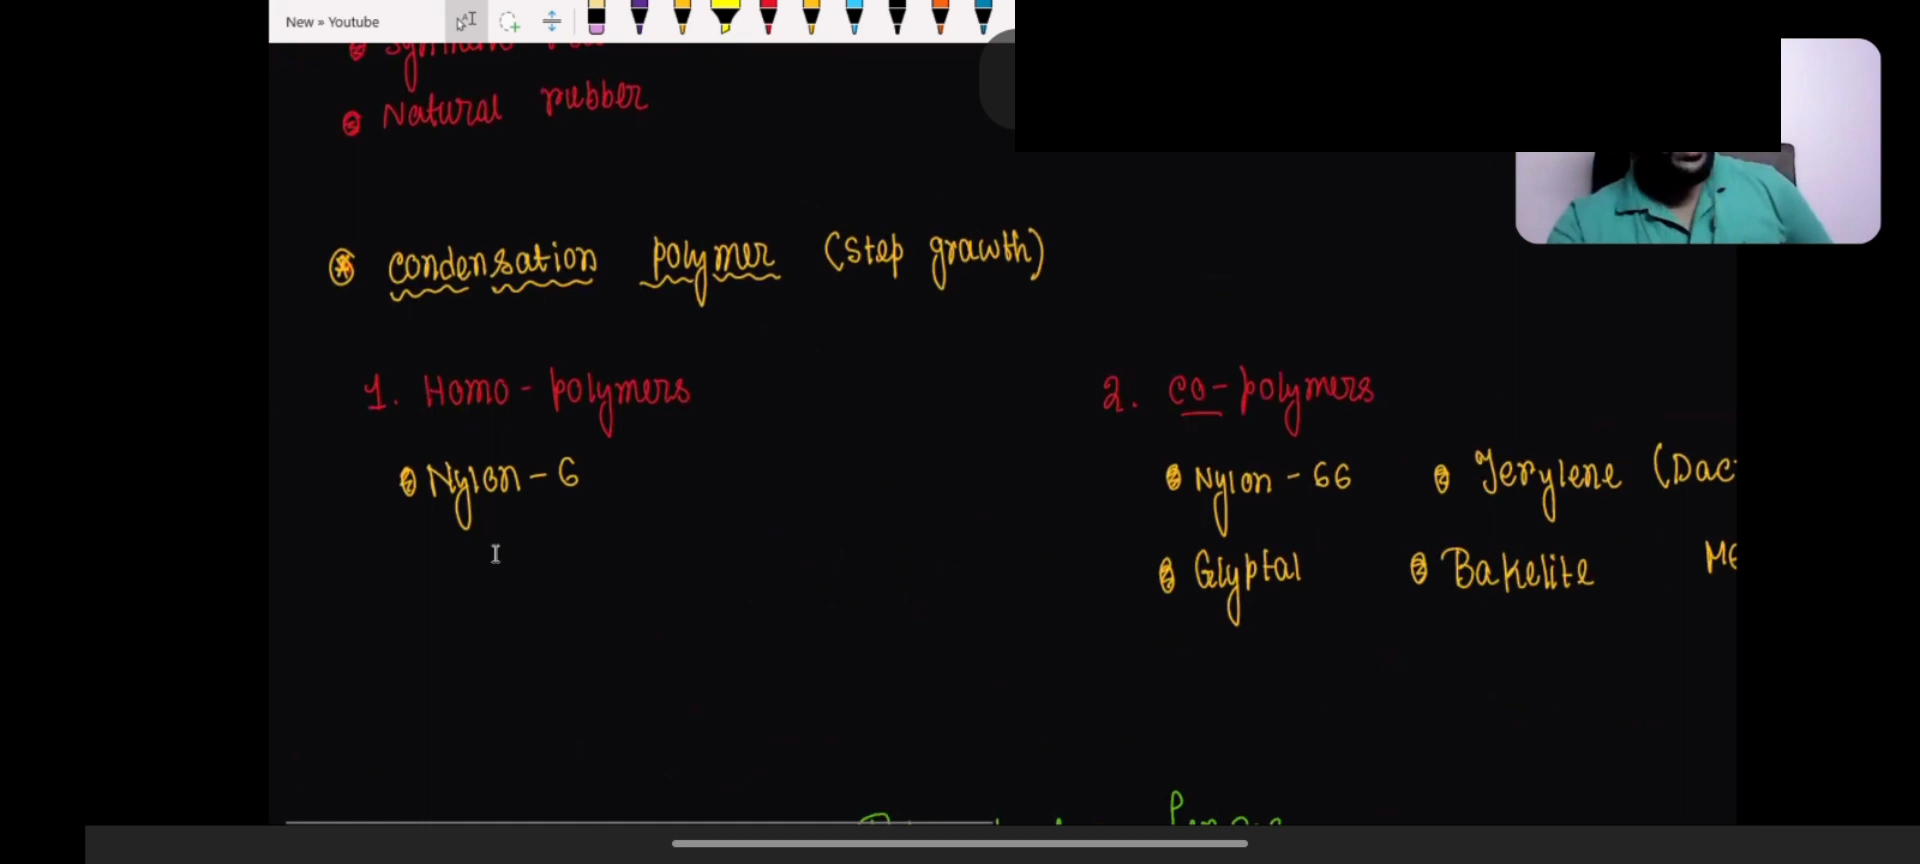 New » Youtube
Natural rubber
condensation polymer (step growth)
1. Homo - polymers
2. co - polymers
Nylon - 6
Nylon - 66
Terylene (Dac
Glyptal
Bakelite